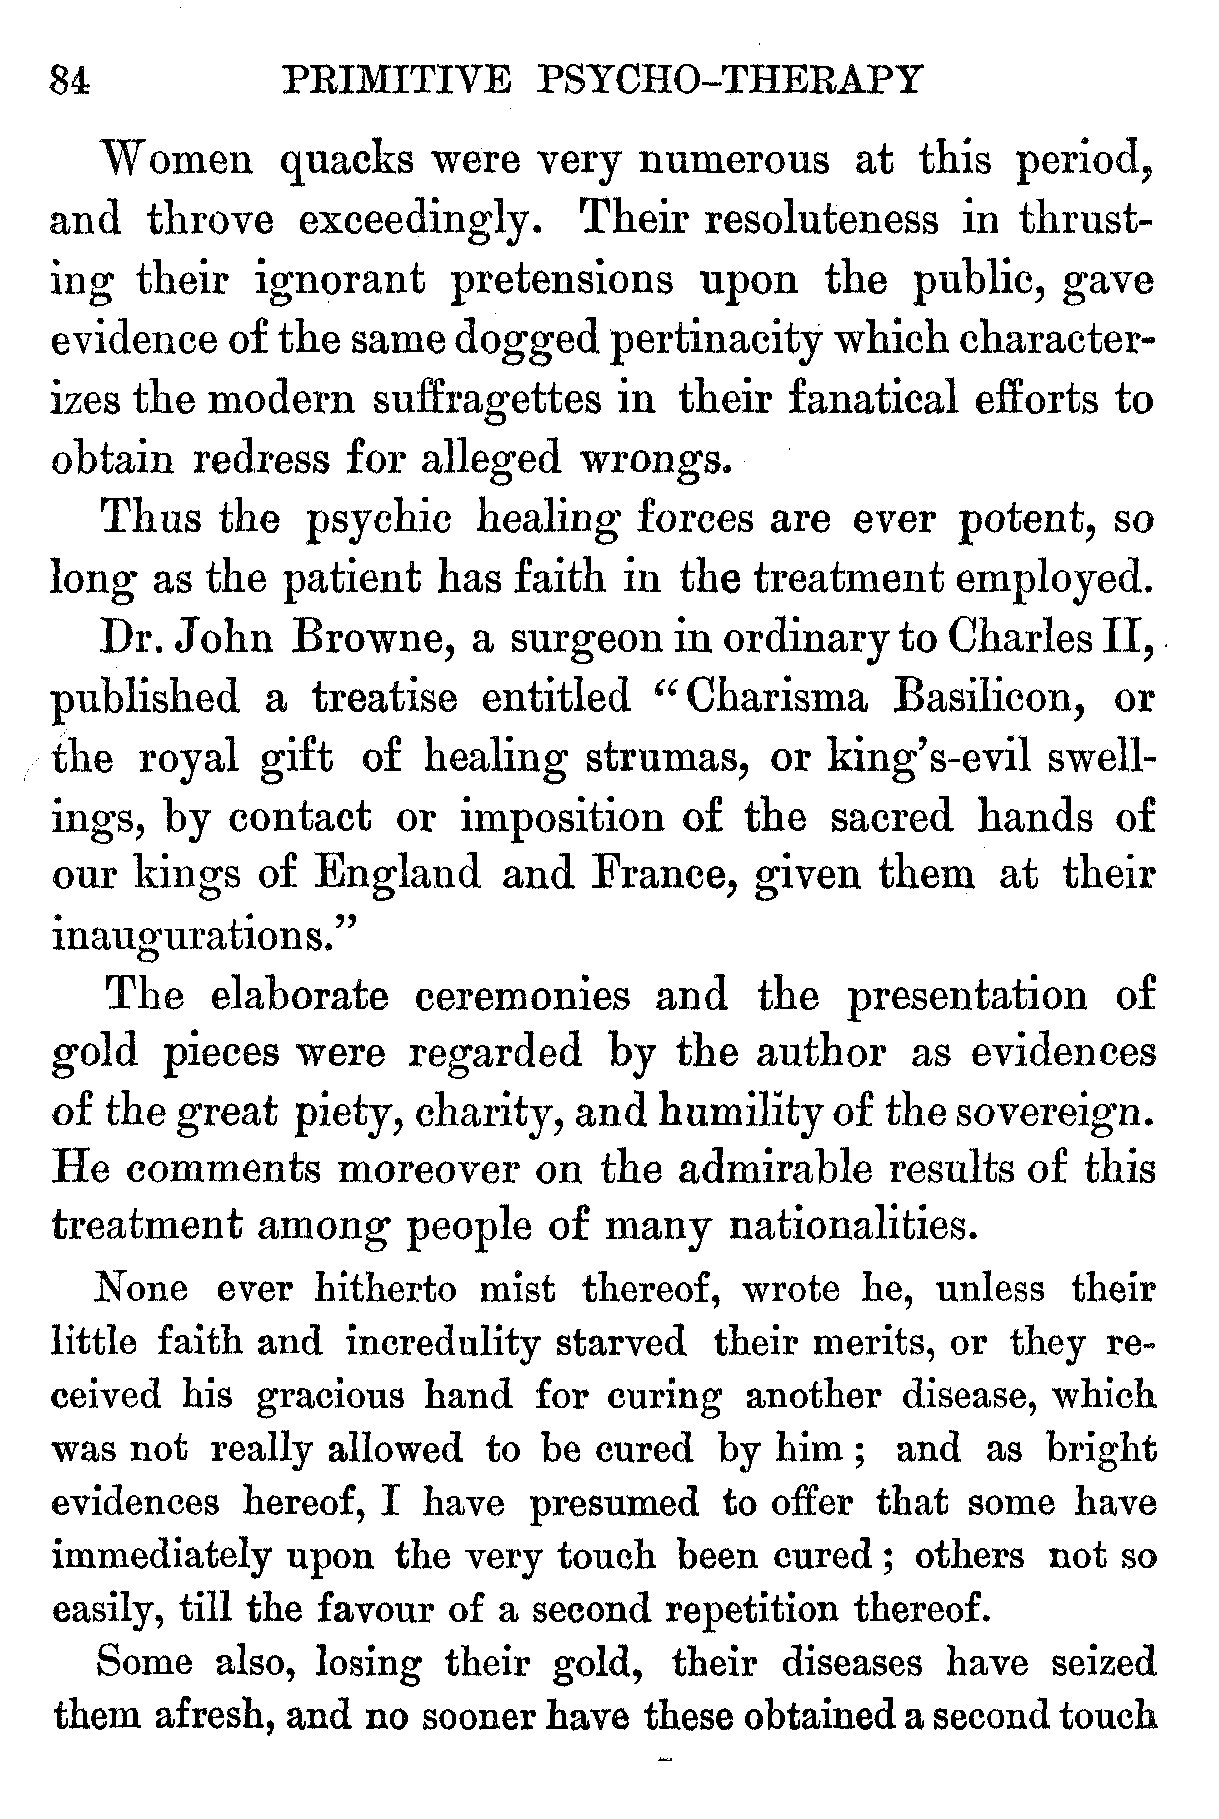 84 PRIMITIVE PSYCHO-THERAPY
Women quacks were very numerous at this period,
and throve exceedingly. Their resoluteness in thrust-
ing their ignorant pretensions upon the public, gave
evidence of the same dogged pertinacity which character-
izes the modern suffragettes in their fanatical efforts to
obtain redress for alleged wrongs.
Thus the psychic healing forces are ever potent, so
long as the patient has faith in the treatment employed.
Dr. John Browne, a surgeon in ordinary to Charles II,
published a treatise entitled “Charisma Basilicon, or
the royal gift of healing strumas, or king’s-evil swell-
ings, by contact or imposition of the sacred hands of
our kings of England and France, given them at their
inaugurations.”
The elaborate ceremonies and the presentation of
gold pieces were regarded by the author as evidences
of the great piety, charity, and humility of the sovereign.
He comments moreover on the admirable results of this
treatment among people of many nationalities.
None ever hitherto mist thereof, wrote he, unless their
little faith and incredulity starved their merits, or they re-
ceived his gracious hand for curing another disease, which
was not really allowed to be cured by him; and as bright
evidences hereof, I have presumed to offer that some have
immediately upon the very touch been cured; others not so
easily, till the favour of a second repetition thereof.
Some also, losing their gold, their diseases have seized
them afresh, and no sooner have these obtained a second touch